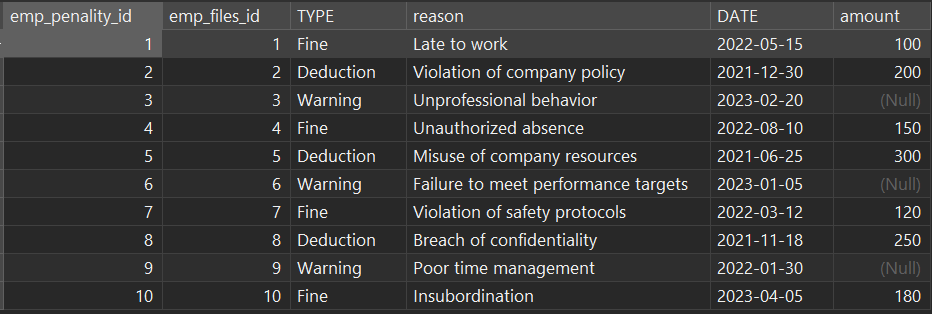 emp_penality_id emp_files_id TYPE reason DATE amount
1 1 Fine Late to work 2022-05-15 100
2 2 Deduction Violation of company policy 2021-12-30 200
3 3 Warning Unprofessional behavior 2023-02-20 (Null)
4 4 Fine Unauthorized absence 2022-08-10 150
5 5 Deduction Misuse of company resources 2021-06-25 300
6 6 Warning Failure to meet performance targets 2023-01-05 (Null)
7 7 Fine Violation of safety protocols 2022-03-12 120
8 8 Deduction Breach of confidentiality 2021-11-18 250
9 9 Warning Poor time management 2022-01-30 (Null)
10 10 Fine Insubordination 2023-04-05 180